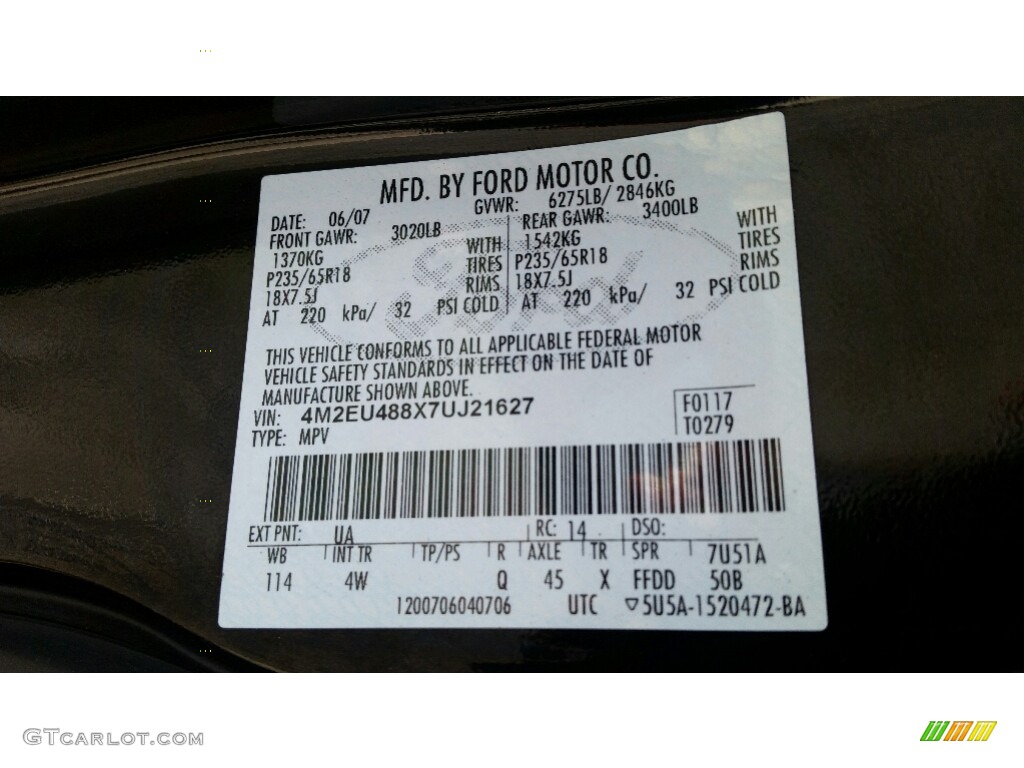 MFD. BY FORD MOTOR CO.
DATE: 06/07 GVWR: 6275LB/ 2846KG
FRONT GAWR: 3020LB REAR GAWR: 3400LB
1370KG WITH 1542KG WITH
P235/65R18 TIRES P235/65R18 TIRES
18X7.5J RIMS 18X7.5J RIMS
AT 220 kPa/ 32 PSI COLD AT 220 kPa/ 32 PSI COLD
Ford
THIS VEHICLE CONFORMS TO ALL APPLICABLE FEDERAL MOTOR
VEHICLE SAFETY STANDARDS IN EFFECT ON THE DATE OF
MANUFACTURE SHOWN ABOVE.
VIN: 4M2EU488X7UJ21627 F0117
TYPE: MPV T0279
EXT PNT: UA RC: 14 DSO:
WB INT TR TP/PS R AXLE TR SPR 7U51A
114 4W Q 45 X FFDD 50B
1200706040706 UTC ▽5U5A-1520472-BA
GTCARLOT.COM